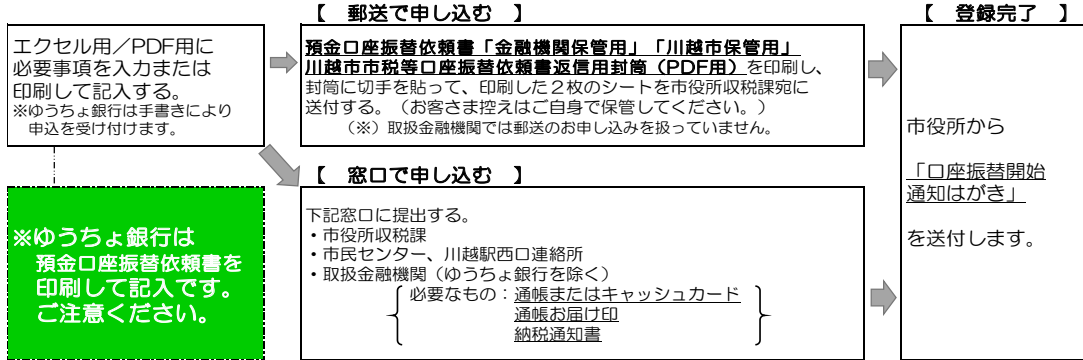 エクセル用／PDF用に
必要事項を入力または
印刷して記入する。
※ゆうちょ銀行は手書きにより
申込を受け付けます。
※ゆうちょ銀行は
預金口座振替依頼書を
印刷して記入です。
ご注意ください。
【　郵送で申し込む　】
預金口座振替依頼書「金融機関保管用」「川越市保管用」
川越市市税等口座振替依頼書返信用封筒（PDF用）を印刷し、
封筒に切手を貼って、印刷した２枚のシートを市役所収税課宛に
送付する。（お客さま控えはご自身で保管してください。）
（※）取扱金融機関では郵送のお申し込みを扱っていません。
【　窓口で申し込む　】
下記窓口に提出する。
・市役所収税課
・市民センター、川越駅西口連絡所
・取扱金融機関（ゆうちょ銀行を除く）
必要なもの：通帳またはキャッシュカード
通帳お届け印
納税通知書
【　登録完了　】
市役所から
「口座振替開始
通知はがき」
を送付します。